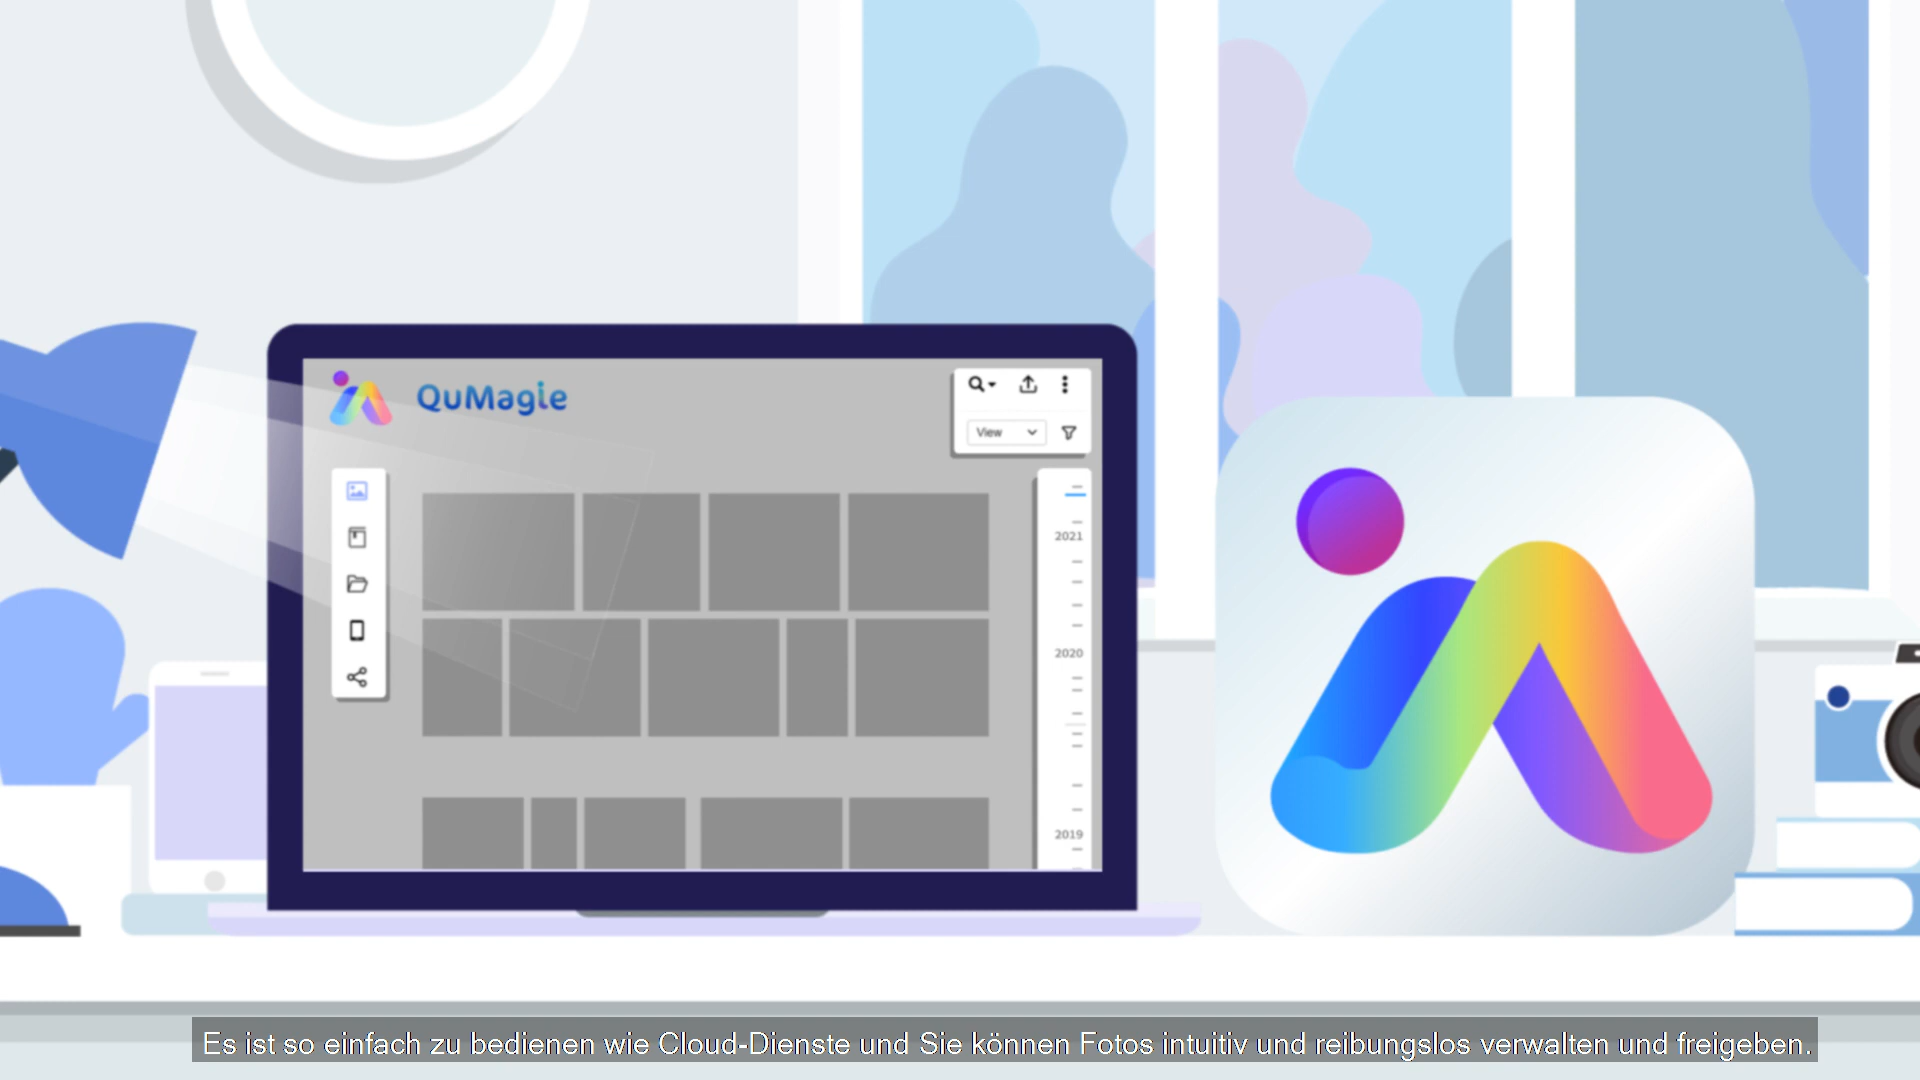 QuMagie
View
2021
2020
2019
Es ist so einfach zu bedienen wie Cloud-Dienste und Sie können Fotos intuitiv und reibungslos verwalten und freigeben.